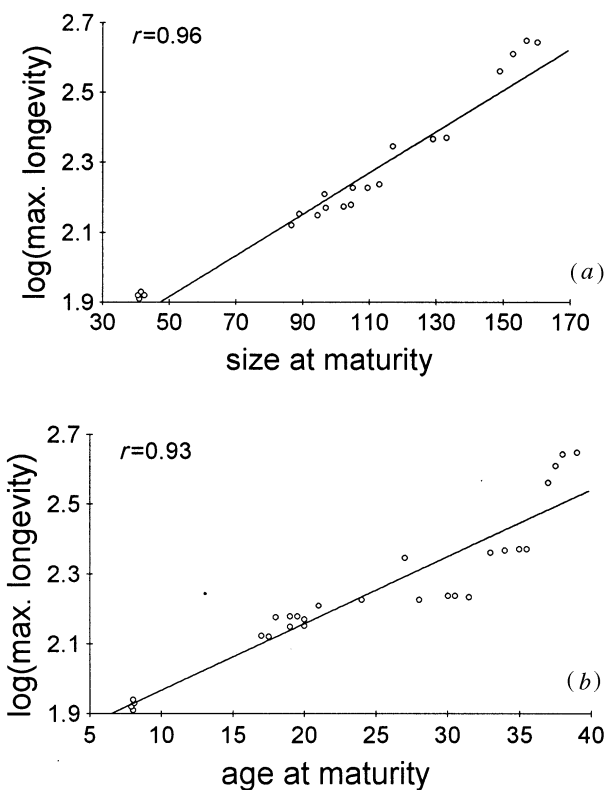 2.7
r=0.96
2.5
2.3
2.1
1.9
log(max. longevity)
(a)
30 50 70 90 110 130 150 170
size at maturity
2.7
r=0.93
2.5
2.3
2.1
1.9
log(max. longevity)
(b)
5 10 15 20 25 30 35 40
age at maturity